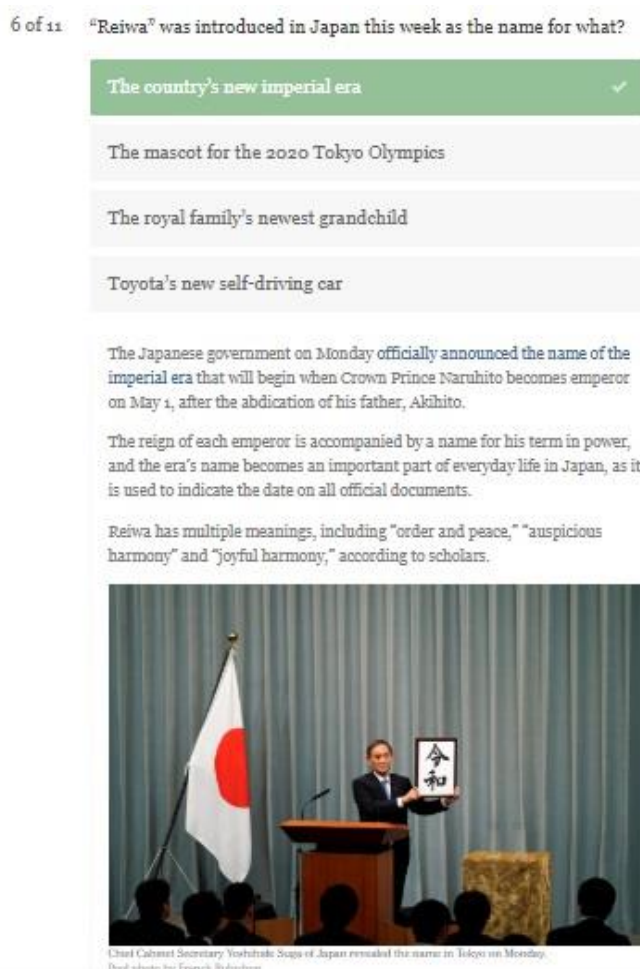 6 of 11
“Reiwa” was introduced in Japan this week as the name for what?
The country's new imperial era
The mascot for the 2020 Tokyo Olympics
The royal family's newest grandchild
Toyota's new self-driving car
The Japanese government on Monday officially announced the name of the
imperial era that will begin when Crown Prince Naruhito becomes emperor
on May 1, after the abdication of his father, Akihito.
The reign of each emperor is accompanied by a name for his term in power,
and the era's name becomes an important part of everyday life in Japan, as it
is used to indicate the date on all official documents.
Reiwa has multiple meanings, including “order and peace,” “auspicious
harmony” and “joyful harmony,” according to scholars.
令
和
Chief Cabinet Secretary Yoshihide Suga of Japan revealed the name in Tokyo on Monday.
Pool photo by Franck Robichon